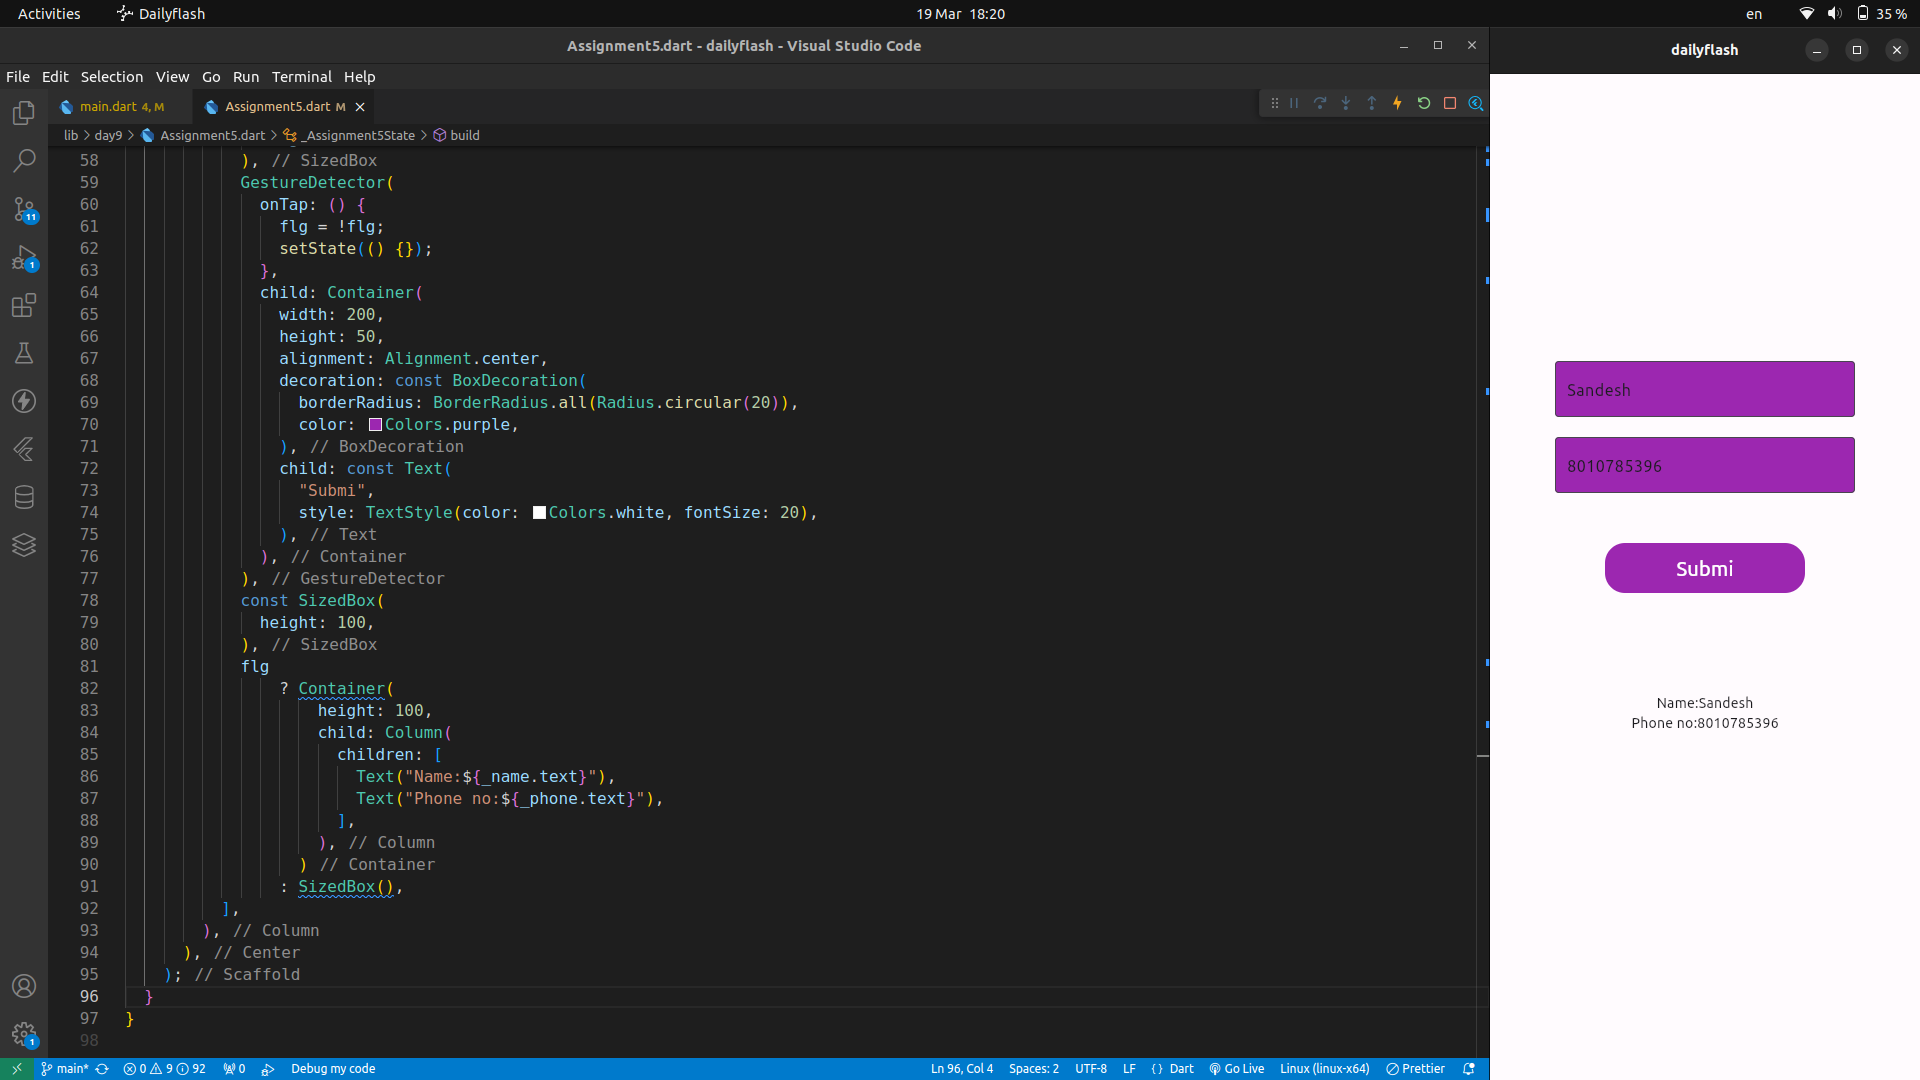 Activities
Dailyflash
19 Mar 18:20
en
35 %
Assignment5.dart - dailyflash - Visual Studio Code
dailyflash
File Edit Selection View Go Run Terminal Help
main.dart 4, M
Assignment5.dart M
lib > day9 > Assignment5.dart > _Assignment5State > build
58 ), // SizedBox
59 GestureDetector(
60 onTap: () {
61 flg = !flg;
62 setState(() {});
63 },
64 child: Container(
65 width: 200,
66 height: 50,
67 alignment: Alignment.center,
68 decoration: const BoxDecoration(
69 borderRadius: BorderRadius.all(Radius.circular(20)),
70 color: Colors.purple,
71 ), // BoxDecoration
72 child: const Text(
73 "Submi",
74 style: TextStyle(color: Colors.white, fontSize: 20),
75 ), // Text
76 ), // Container
77 ), // GestureDetector
78 const SizedBox(
79 height: 100,
80 ), // SizedBox
81 flg
82 ? Container(
83 height: 100,
84 child: Column(
85 children: [
86 Text("Name:${_name.text}"),
87 Text("Phone no:${_phone.text}"),
88 ],
89 ), // Column
90 ) // Container
91 : SizedBox(),
92 ],
93 ), // Column
94 ), // Center
95 ); // Scaffold
96 }
97 }
98
11
1
1
Sandesh
8010785396
Submi
Name:Sandesh
Phone no:8010785396
main* 0 9 92 0 Debug my code
Ln 96, Col 4 Spaces: 2 UTF-8 LF {} Dart Go Live Linux (linux-x64) Prettier